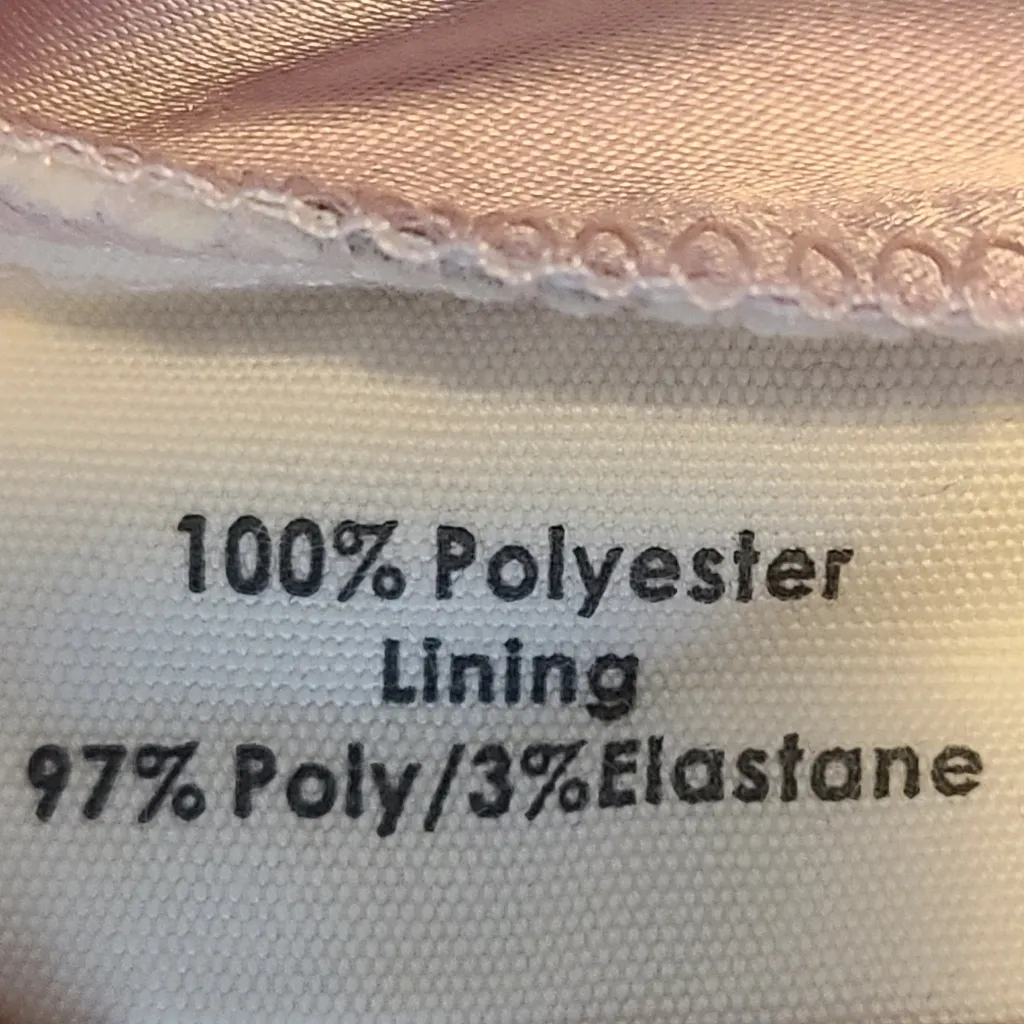 100% Polyester
Lining
97% Poly/3%Elastane